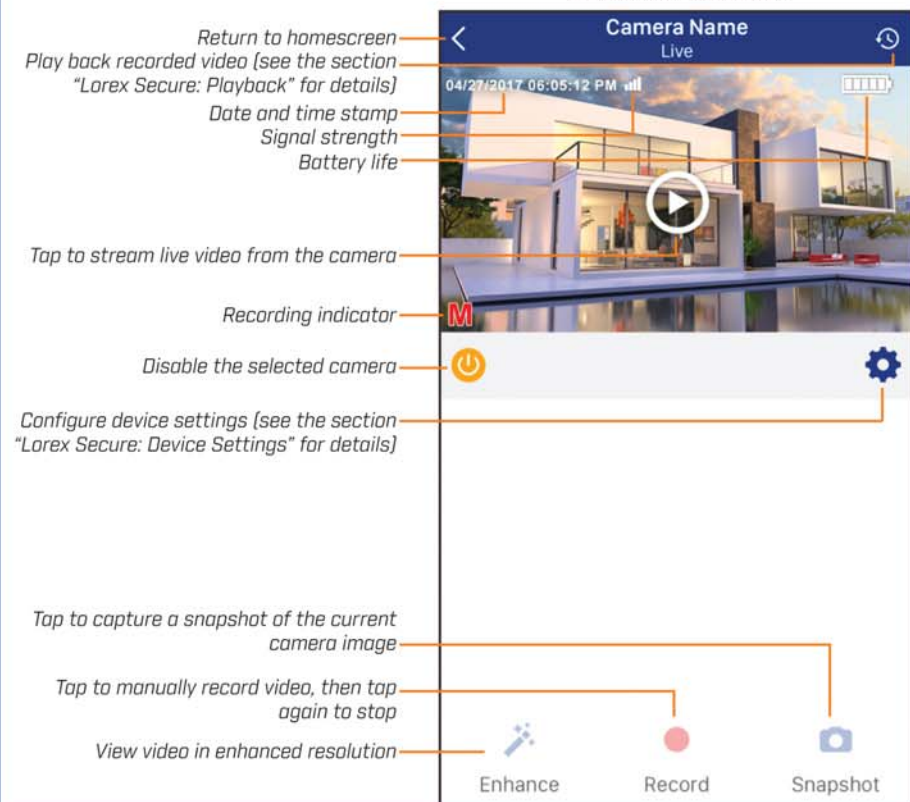 Camera Name
Live
Return to homescreen
Play back recorded video (see the section
"Lorex Secure: Playback" for details)
04/27/2017 06:05:12 PM
Date and time stamp
Signal strength
Battery life
Tap to stream live video from the camera
Recording indicator
M
Disable the selected camera
Configure device settings (see the section
"Lorex Secure: Device Settings" for details)
Tap to capture a snapshot of the current
camera image
Tap to manually record video, then tap
again to stop
View video in enhanced resolution
Enhance
Record
Snapshot